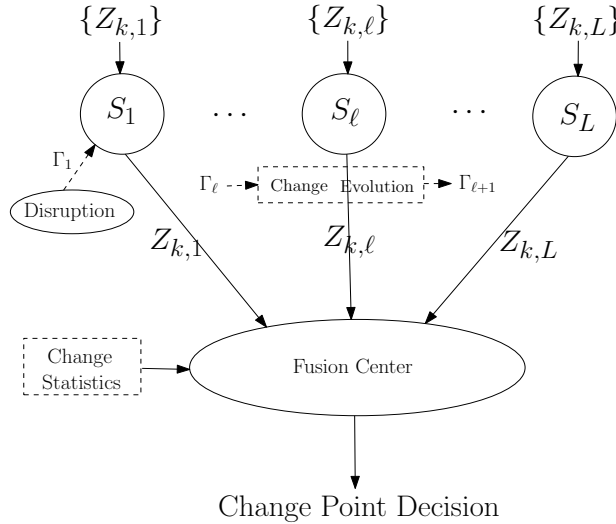 {Z_{k,1}} {Z_{k,ℓ}} {Z_{k,L}}
S_1 ... S_ℓ ... S_L
Γ_1
Γ_ℓ Change Evolution Γ_{ℓ+1}
Disruption
Z_{k,1} Z_{k,ℓ} Z_{k,L}
Change
Statistics
Fusion Center
Change Point Decision